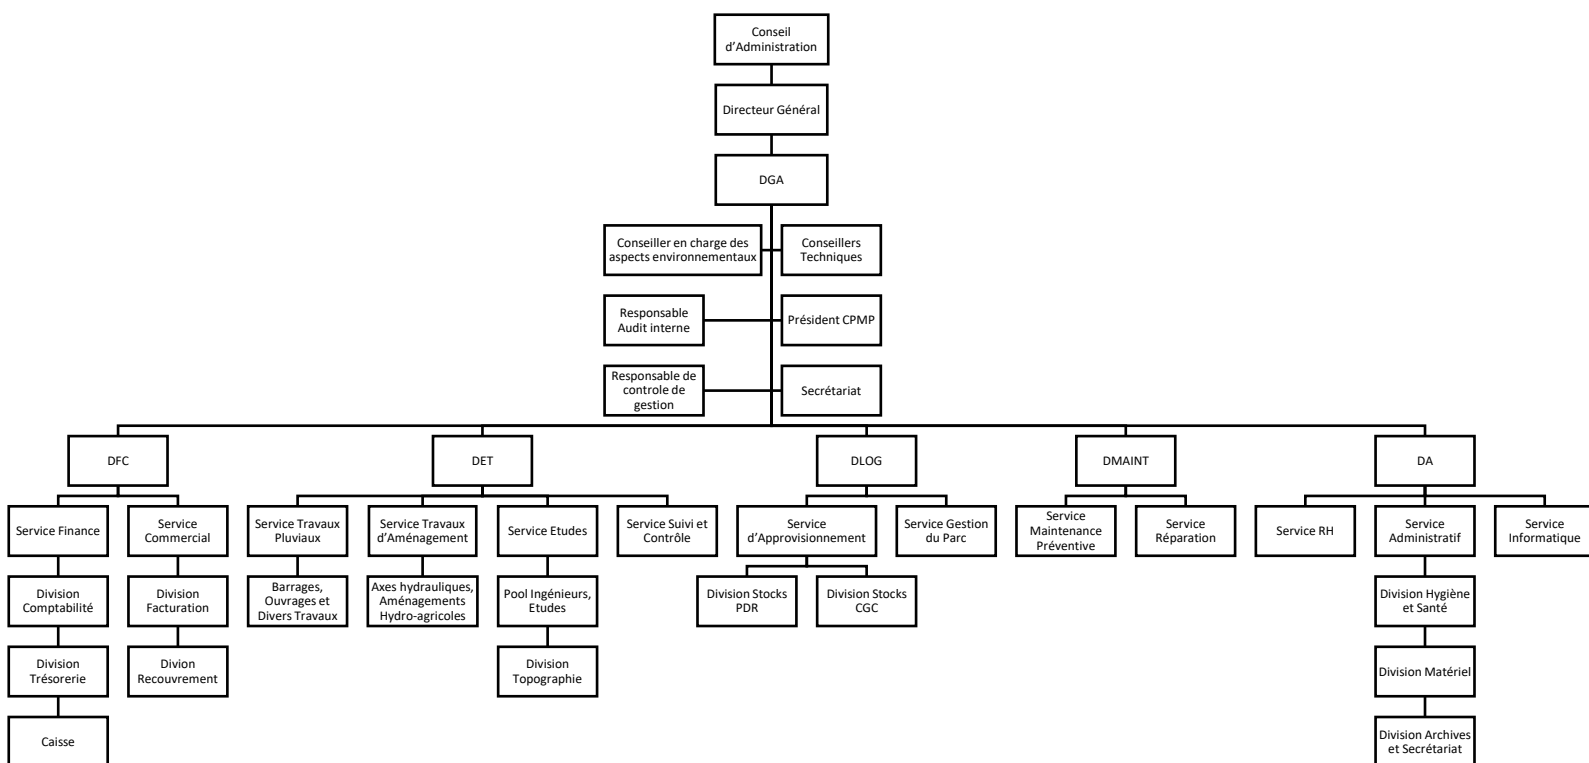 Conseil
d'Administration
Directeur Général
DGA
Conseiller en charge des
aspects environnementaux
Conseillers
Techniques
Responsable
Audit interne
Président CPMP
Responsable de
controle de
gestion
Secrétariat
DFC
DET
DLOG
DMAINT
DA
Service Finance
Service
Commercial
Service Travaux
Pluviaux
Service Travaux
d'Aménagement
Service Etudes
Service Suivi et
Contrôle
Service
d'Approvisionnement
Service Gestion
du Parc
Service
Maintenance
Préventive
Service
Réparation
Service RH
Service
Administratif
Service
Informatique
Division
Comptabilité
Division
Facturation
Barrages,
Ouvrages et
Divers Travaux
Axes hydrauliques,
Aménagements
Hydro-agricoles
Pool Ingénieurs,
Etudes
Division Stocks
PDR
Division Stocks
CGC
Division Hygiène
et Santé
Division
Trésorerie
Divion
Recouvrement
Division
Topographie
Division Matériel
Caisse
Division Archives
et Secrétariat